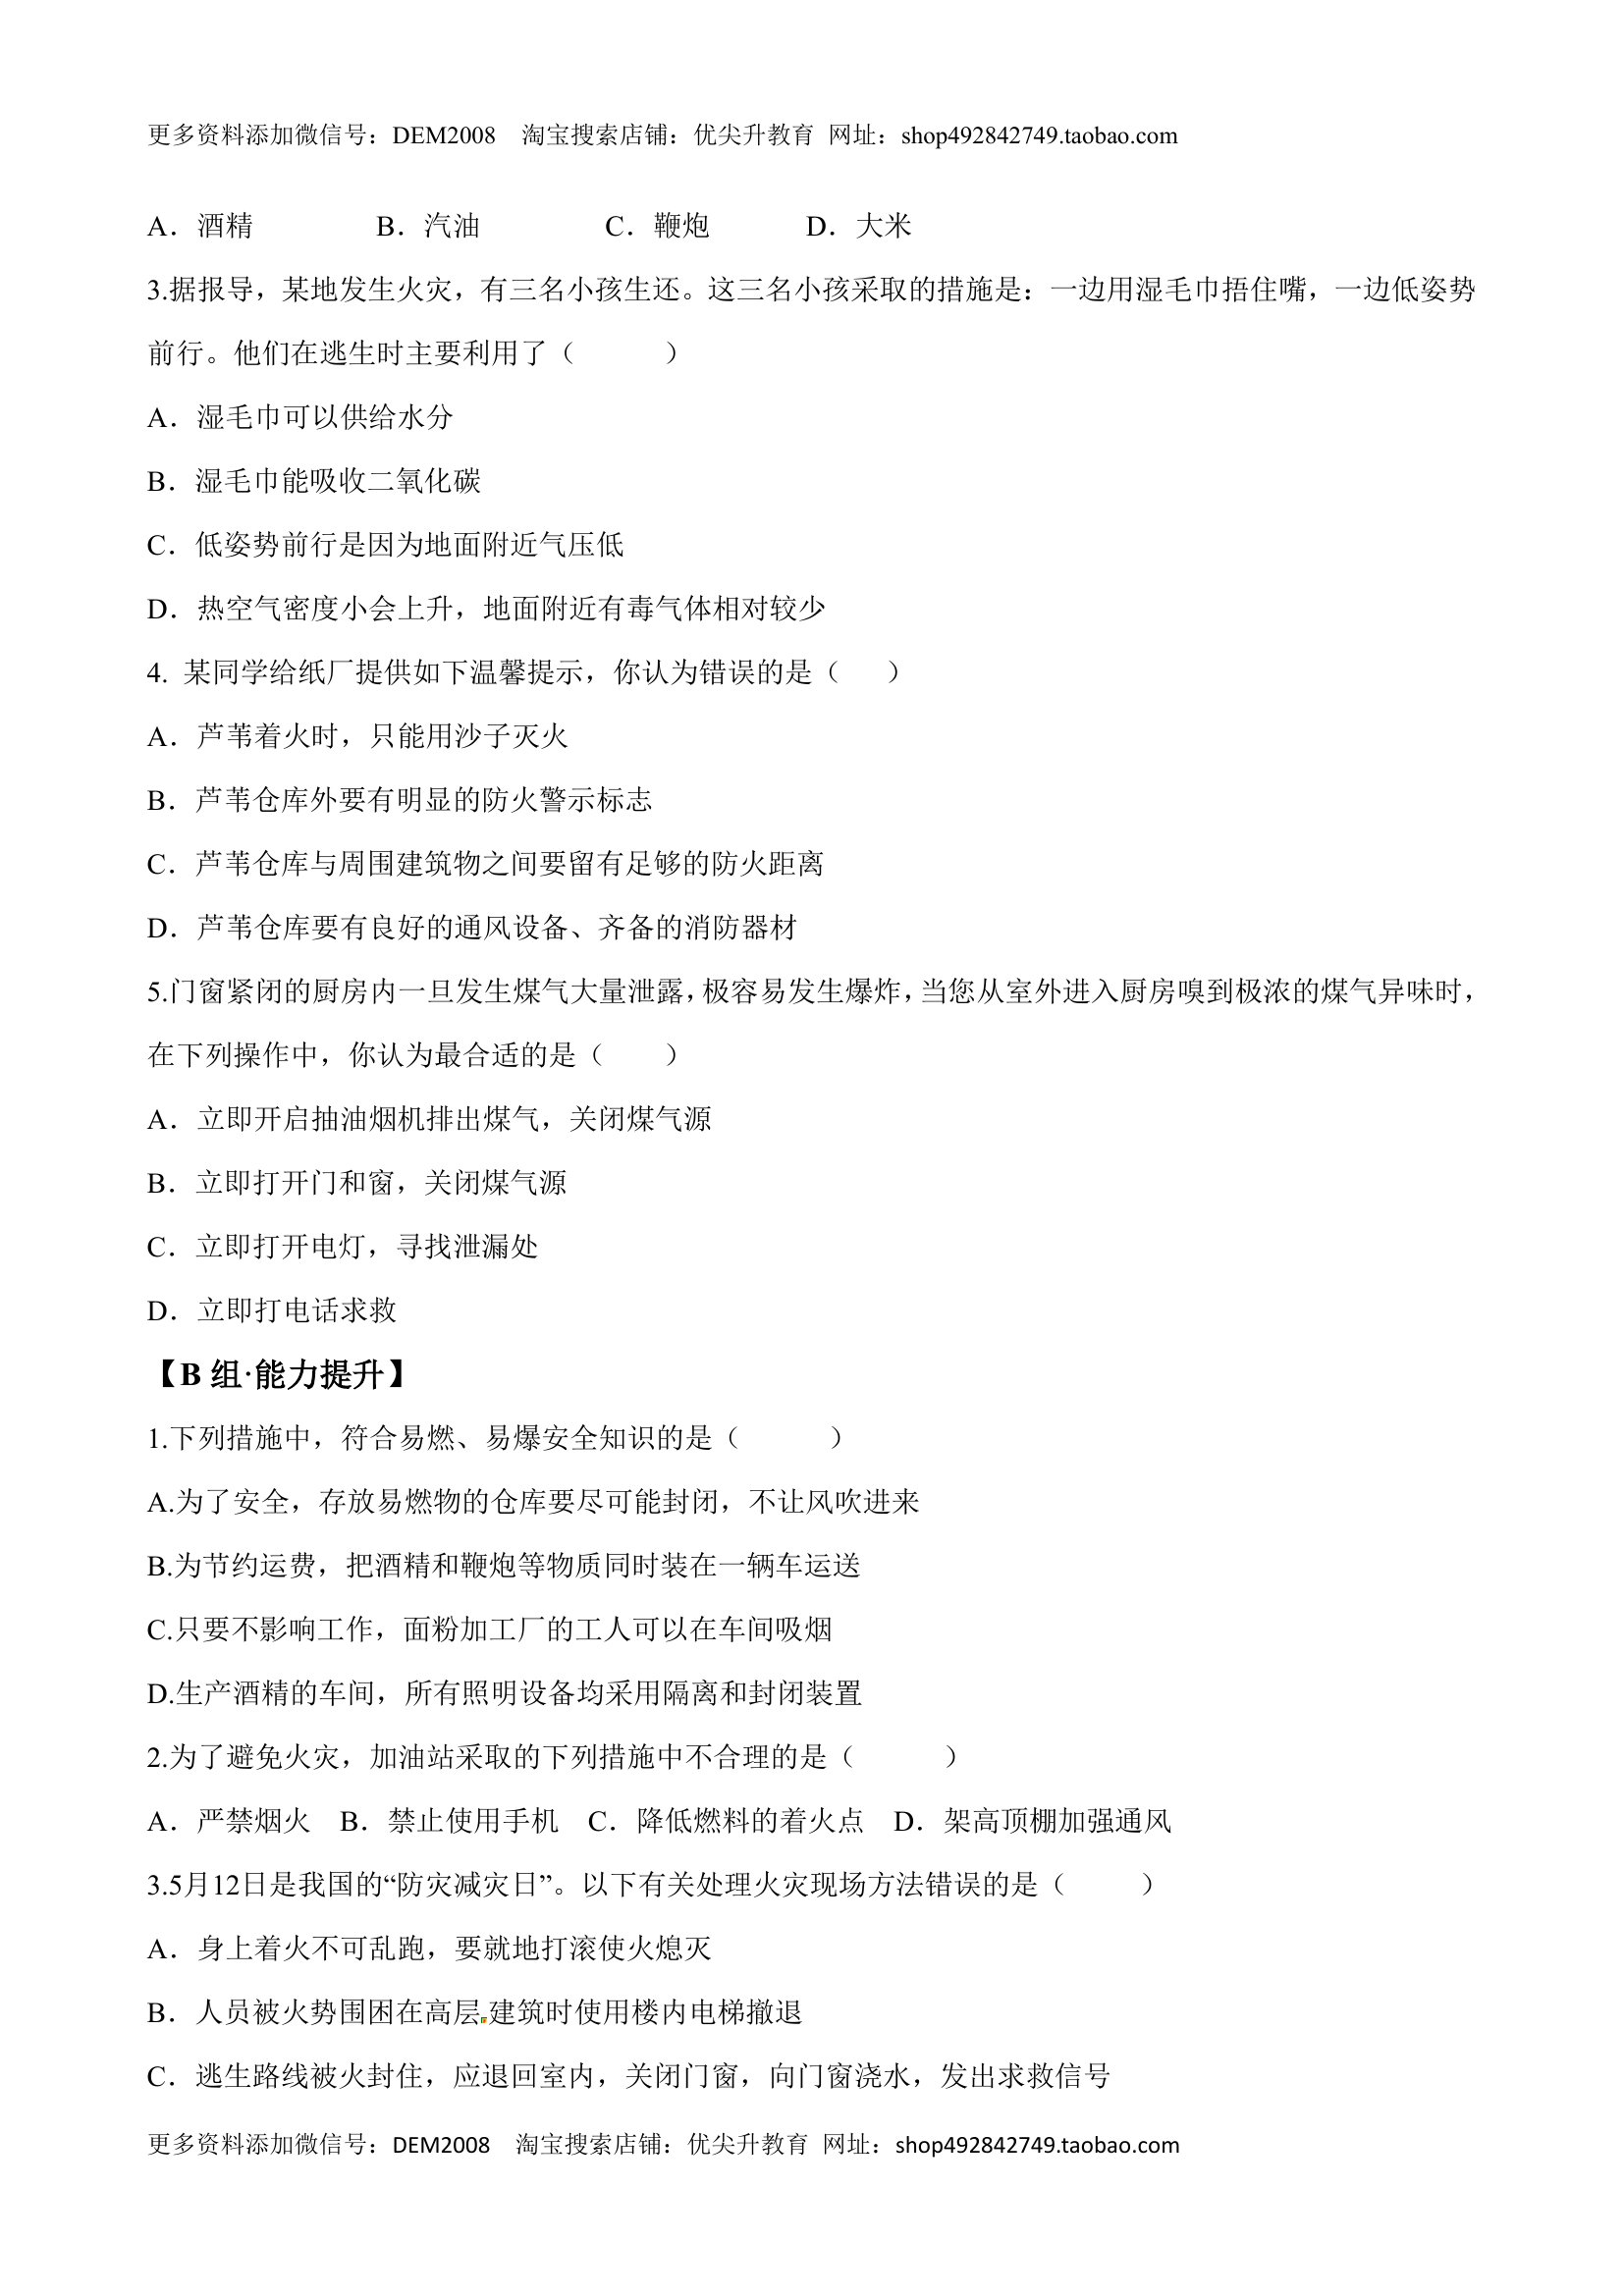 更多资料添加微信号：DEM2008 淘宝搜索店铺：优尖升教育 网址：shop492842749.taobao.com
A．酒精 B．汽油 C．鞭炮 D．大米
3.据报导，某地发生火灾，有三名小孩生还。这三名小孩采取的措施是：一边用湿毛巾捂住嘴，一边低姿势
前行。他们在逃生时主要利用了（ ）
A．湿毛巾可以供给水分
B．湿毛巾能吸收二氧化碳
C．低姿势前行是因为地面附近气压低
D．热空气密度小会上升，地面附近有毒气体相对较少
4. 某同学给纸厂提供如下温馨提示，你认为错误的是（ ）
A．芦苇着火时，只能用沙子灭火
B．芦苇仓库外要有明显的防火警示标志
C．芦苇仓库与周围建筑物之间要留有足够的防火距离
D．芦苇仓库要有良好的通风设备、齐备的消防器材
5.门窗紧闭的厨房内一旦发生煤气大量泄露，极容易发生爆炸，当您从室外进入厨房嗅到极浓的煤气异味时，
在下列操作中，你认为最合适的是（ ）
A．立即开启抽油烟机排出煤气，关闭煤气源
B．立即打开门和窗，关闭煤气源
C．立即打开电灯，寻找泄漏处
D．立即打电话求救
【B 组·能力提升】
1.下列措施中，符合易燃、易爆安全知识的是（ ）
A.为了安全，存放易燃物的仓库要尽可能封闭，不让风吹进来
B.为节约运费，把酒精和鞭炮等物质同时装在一辆车运送
C.只要不影响工作，面粉加工厂的工人可以在车间吸烟
D.生产酒精的车间，所有照明设备均采用隔离和封闭装置
2.为了避免火灾，加油站采取的下列措施中不合理的是（ ）
A．严禁烟火 B．禁止使用手机 C．降低燃料的着火点 D．架高顶棚加强通风
3.5月12日是我国的“防灾减灾日”。以下有关处理火灾现场方法错误的是（ ）
A．身上着火不可乱跑，要就地打滚使火熄灭
B．人员被火势围困在高层建筑时使用楼内电梯撤退
C．逃生路线被火封住，应退回室内，关闭门窗，向门窗浇水，发出求救信号
更多资料添加微信号：DEM2008 淘宝搜索店铺：优尖升教育 网址：shop492842749.taobao.com